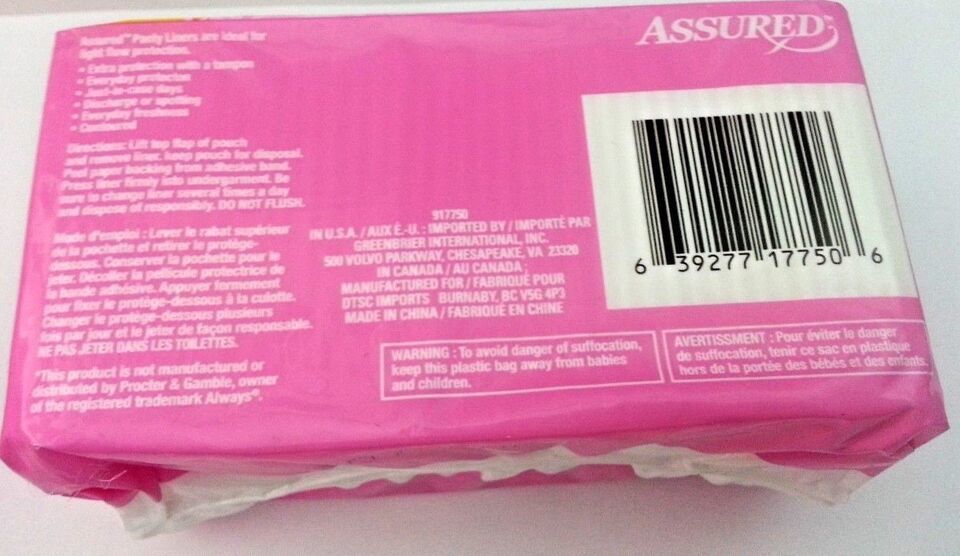 Assured™ Panty Liners are ideal for
light flow protection.
• Extra protection with a tampon
• Everyday protection
• Just-in-case days
• Discharge or spotting
• Everyday freshness
• Contoured
Directions: Lift top flap of pouch
and remove liner, keep pouch for disposal.
Peel paper backing from adhesive band.
Press liner firmly into undergarment. Be
sure to change liner several times a day
and dispose of responsibly. DO NOT FLUSH.
Mode d'emploi : Lever le rabat supérieur
de la pochette et retirer le protège-
dessous. Conserver la pochette pour le
jeter. Décoller la pellicule protectrice de
la bande adhésive. Appuyer fermement
pour fixer le protège-dessous à la culotte.
Changer le protège-dessous plusieurs
fois par jour et le jeter de façon responsable.
NE PAS JETER DANS LES TOILETTES.
*This product is not manufactured or
distributed by Procter & Gamble, owner
of the registered trademark Always®.
917750
IN U.S.A. / AUX É.-U. : IMPORTED BY / IMPORTÉ PAR
GREENBRIER INTERNATIONAL, INC.
500 VOLVO PARKWAY, CHESAPEAKE, VA 23320
IN CANADA / AU CANADA :
MANUFACTURED FOR / FABRIQUÉ POUR
DTSC IMPORTS BURNABY, BC V5G 4P3
MADE IN CHINA / FABRIQUÉ EN CHINE
WARNING : To avoid danger of suffocation,
keep this plastic bag away from babies
and children.
ASSURED™
6 39277 17750 6
AVERTISSMENT : Pour éviter le danger
de suffocation, tenir ce sac en plastique
hors de la portée des bébés et des enfants.